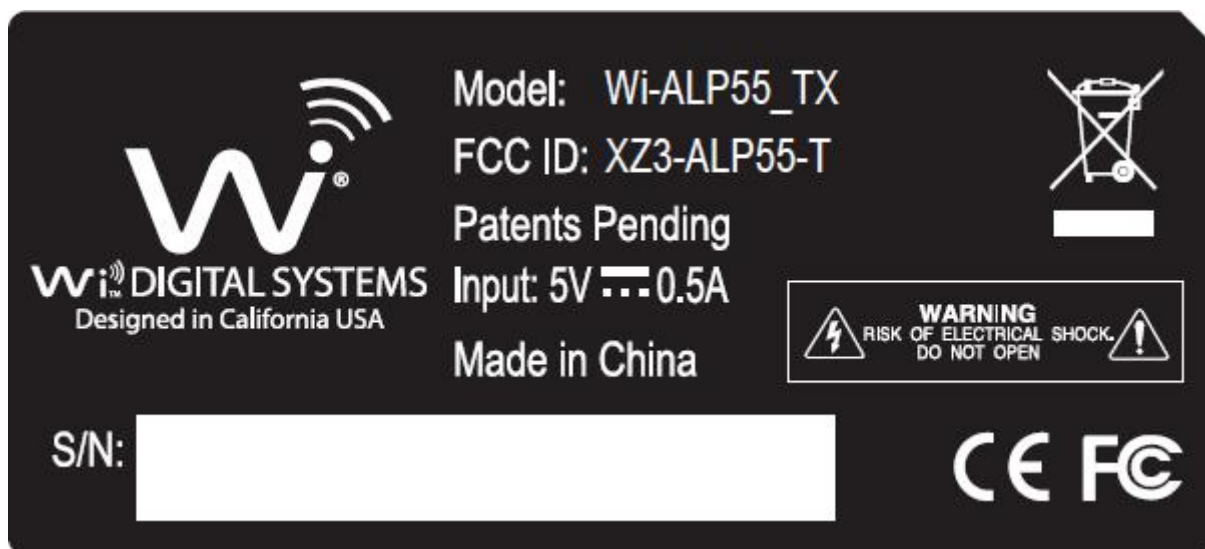 Wi®
Wi™ DIGITAL SYSTEMS
Designed in California USA
Model: Wi-ALP55_TX
FCC ID: XZ3-ALP55-T
Patents Pending
Input: 5V ⎓ 0.5A
Made in China
WARNING
RISK OF ELECTRICAL SHOCK.
DO NOT OPEN
S/N:
CE FC